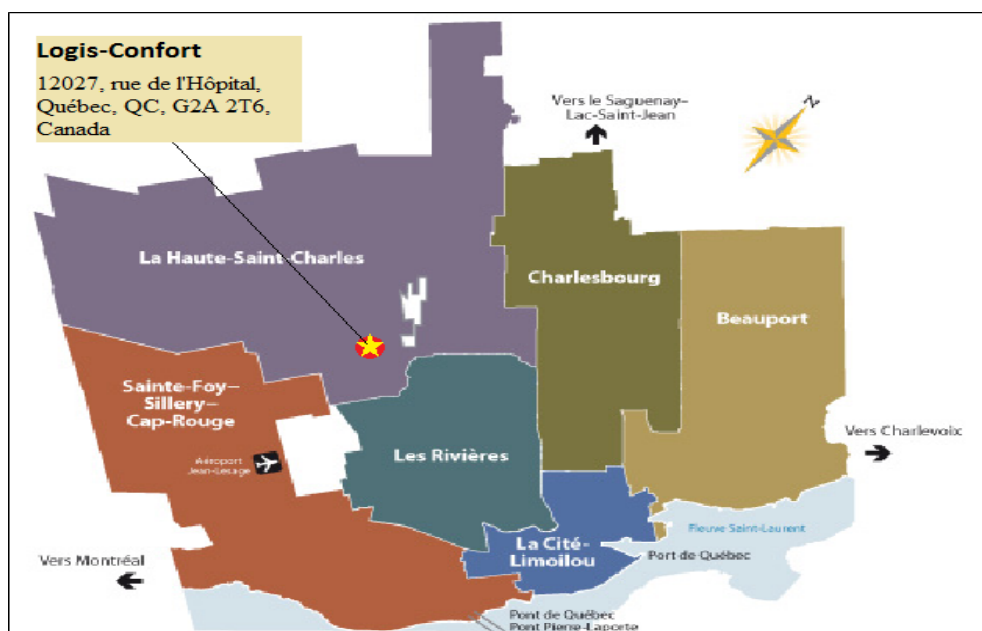 Logis-Confort
12027, rue de l'Hôpital,
Québec, QC, G2A 2T6,
Canada
Vers le Saguenay–
Lac-Saint-Jean
N
La Haute-Saint-Charles
Charlesbourg
Beauport
Sainte-Foy–
Sillery–
Cap-Rouge
Aéroport
Jean-Lesage
Les Rivières
Vers Charlevoix
Fleuve Saint-Laurent
La Cité-
Limoilou
Port de Québec
Vers Montréal
Pont de Québec
Pont Pierre-Laporte